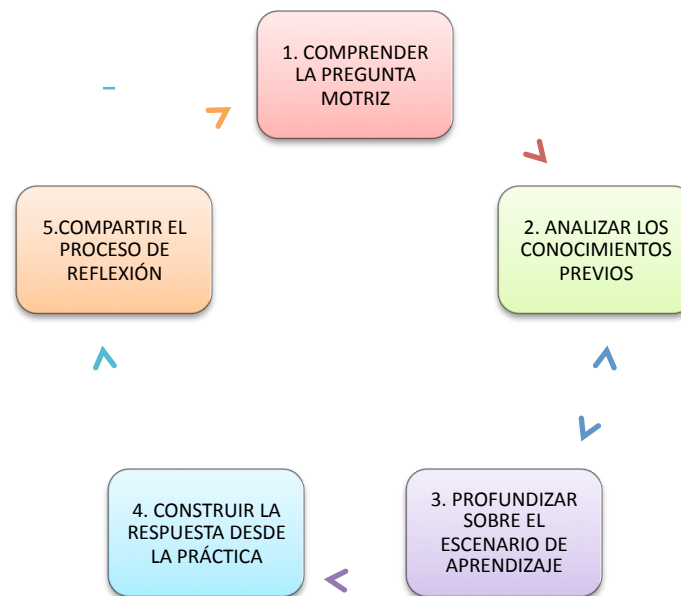 1. COMPRENDER
LA PREGUNTA
MOTRIZ
2. ANALIZAR LOS
CONOCIMIENTOS
PREVIOS
3. PROFUNDIZAR
SOBRE EL
ESCENARIO DE
APRENDIZAJE
4. CONSTRUIR LA
RESPUESTA DESDE
LA PRÁCTICA
5.COMPARTIR EL
PROCESO DE
REFLEXIÓN